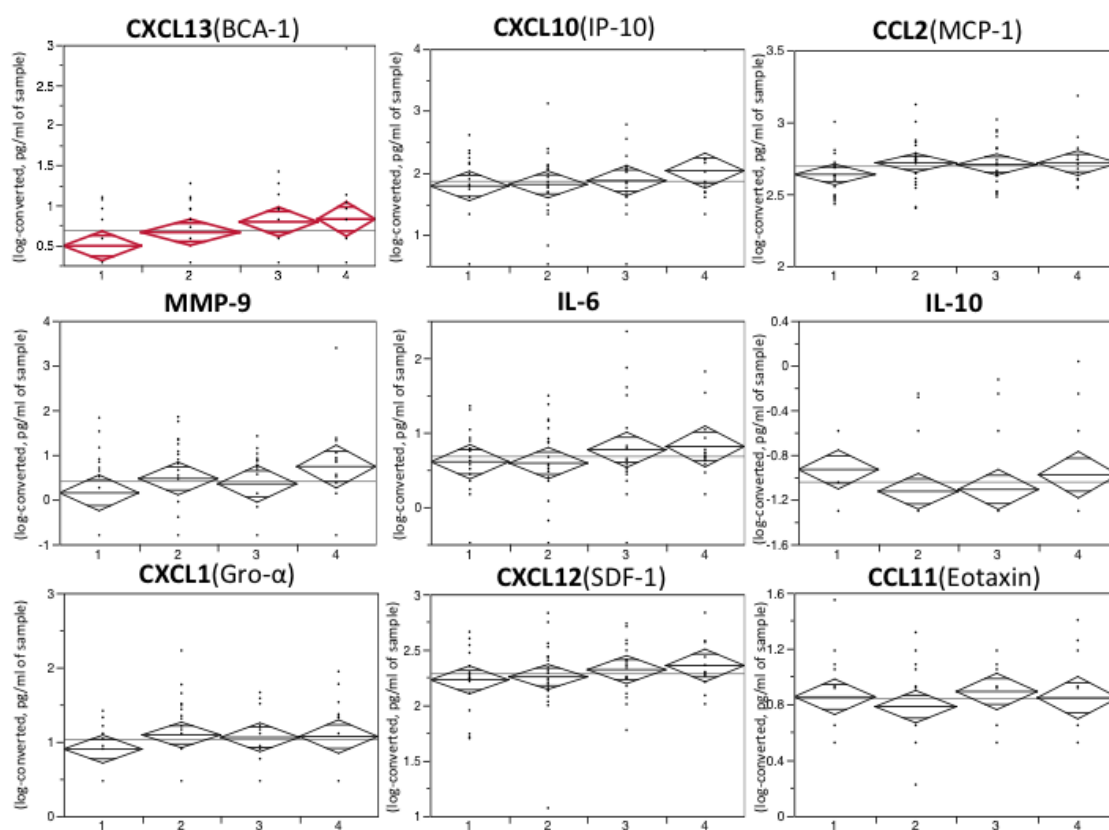 CXCL13(BCA-1)
(log-converted, pg/ml of sample)
3
2.5
2
1.5
1
0.5
1 2 3 4
CXCL10(IP-10)
(log-converted, pg/ml of sample)
4
3
2
1
1 2 3 4
CCL2(MCP-1)
(log-converted, pg/ml of sample)
3.5
3
2.5
2
1 2 3 4
MMP-9
(log-converted, pg/ml of sample)
4
3
2
1
0
-1
1 2 3 4
IL-6
(log-converted, pg/ml of sample)
2
1
0
1 2 3 4
IL-10
(log-converted, pg/ml of sample)
0.4
0
-0.4
-0.8
-1.2
-1.6
1 2 3 4
CXCL1(Gro-α)
(log-converted, pg/ml of sample)
3
2
1
0
1 2 3 4
CXCL12(SDF-1)
(log-converted, pg/ml of sample)
3
2.5
2
1.5
1
1 2 3 4
CCL11(Eotaxin)
(log-converted, pg/ml of sample)
1.6
1.2
0.8
0.4
0
1 2 3 4